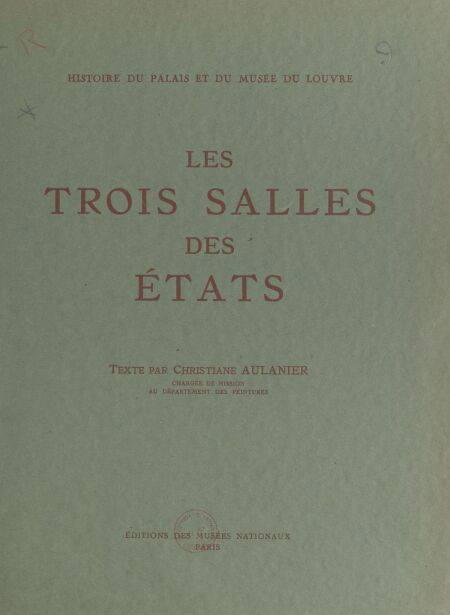 R
HISTOIRE DU PALAIS ET DU MUSÉE DU LOUVRE
LES
TROIS SALLES
DES
ÉTATS
TEXTE PAR CHRISTIANE AULANIER
CHARGÉE DE MISSION
AU DÉPARTEMENT DES PEINTURES
ÉDITIONS DES MUSÉES NATIONAUX
PARIS